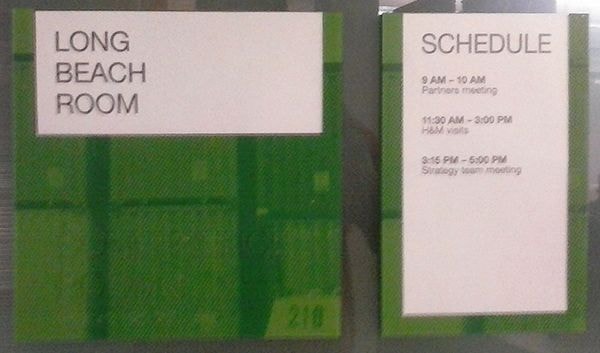 LONG
BEACH
ROOM
SCHEDULE
9 AM – 10 AM
Partners meeting
11:30 AM – 3:00 PM
H&M visits
3:15 PM – 5:00 PM
Strategy team meeting